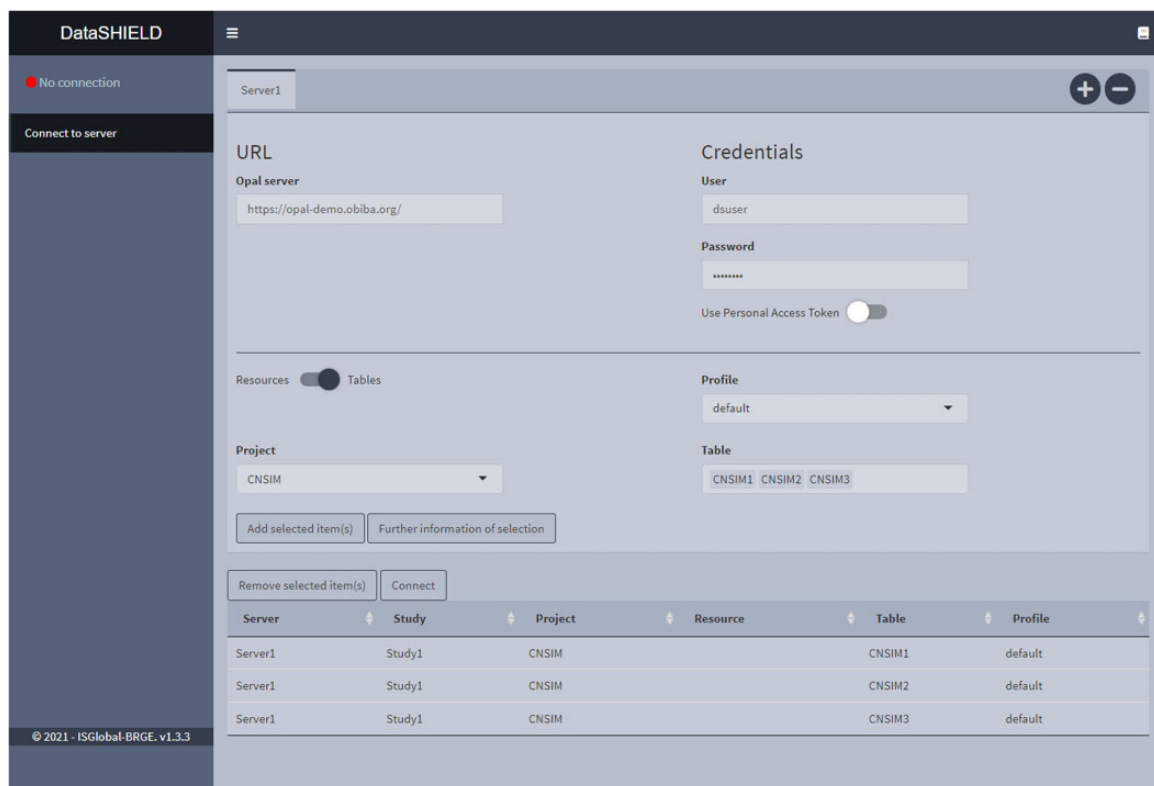 DataSHIELD
No connection
Connect to server
© 2021 - ISGlobal-BRGE. v1.3.3
Server1
URL
Opal server
https://opal-demo.obiba.org/
Credentials
User
dsuser
Password
••••••••
Use Personal Access Token
Resources Tables
Profile
default
Project
CNSIM
Table
CNSIM1 CNSIM2 CNSIM3
Add selected item(s) Further information of selection
Remove selected item(s) Connect
Server Study Project Resource Table Profile
Server1 Study1 CNSIM CNSIM1 default
Server1 Study1 CNSIM CNSIM2 default
Server1 Study1 CNSIM CNSIM3 default